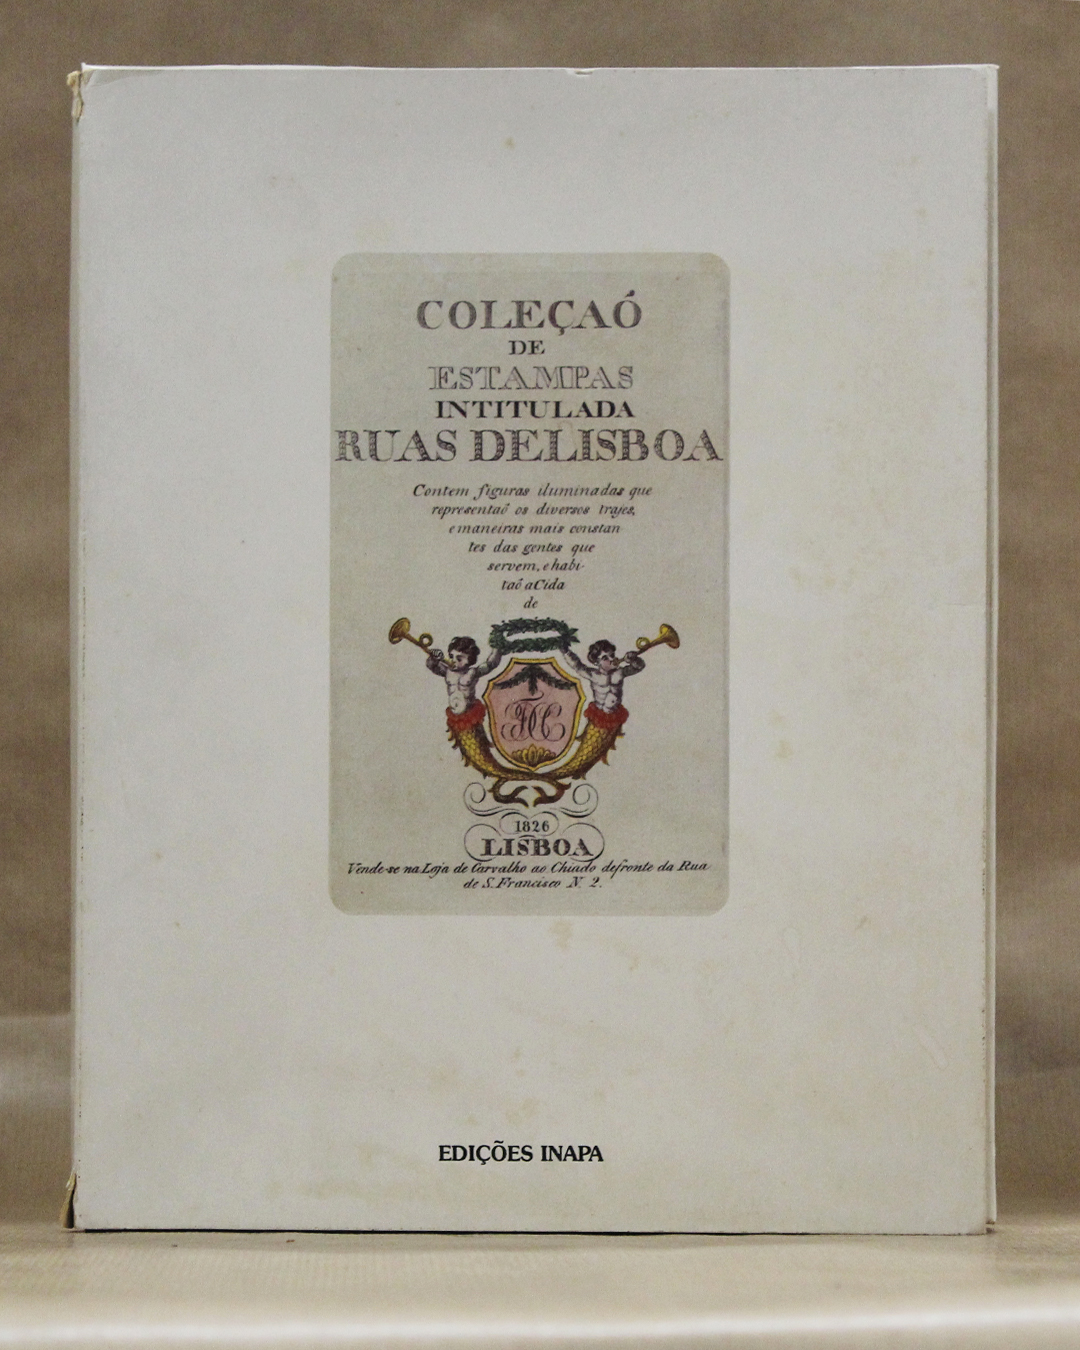 COLEÇAÓ
DE
ESTAMPAS
INTITULADA
RUAS DE LISBOA
Contem figuras iluminadas que
representaõ os diversos trajes,
e maneiras mais constan
tes das gentes que
servem, e habi-
taõ a Cida
de
1826
LISBOA
Vende-se na Loja de Carvalho ao Chiado defronte da Rua
de S. Francisco N. 2.
EDIÇÕES INAPA